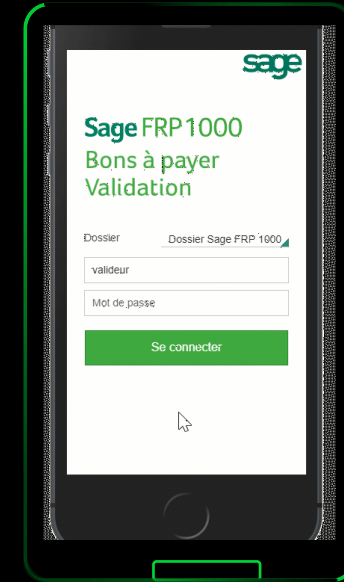 sage
Sage FRP 1000
Bons à payer
Validation
Dossier Dossier Sage FRP 1000
valideur
Mot de passe
Se connecter